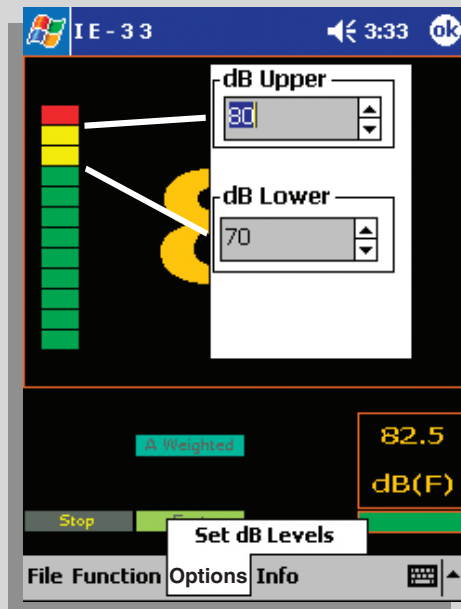 IE-33 3:33 ok
dB Upper
80
dB Lower
70
8
A Weighted
82.5
dB(F)
Stop
Set dB Levels
File Function Options Info